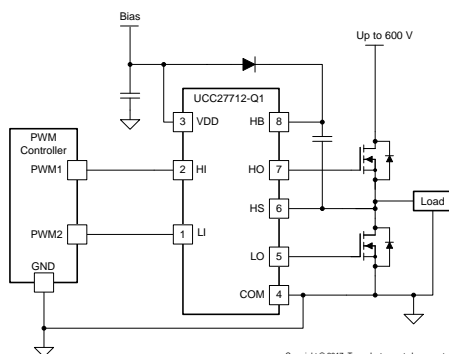 Bias
Up to 600 V
UCC27712-Q1
3 VDD HB 8
PWM
Controller
PWM1
2 HI HO 7
HS 6
Load
PWM2
1 LI
LO 5
GND
COM 4